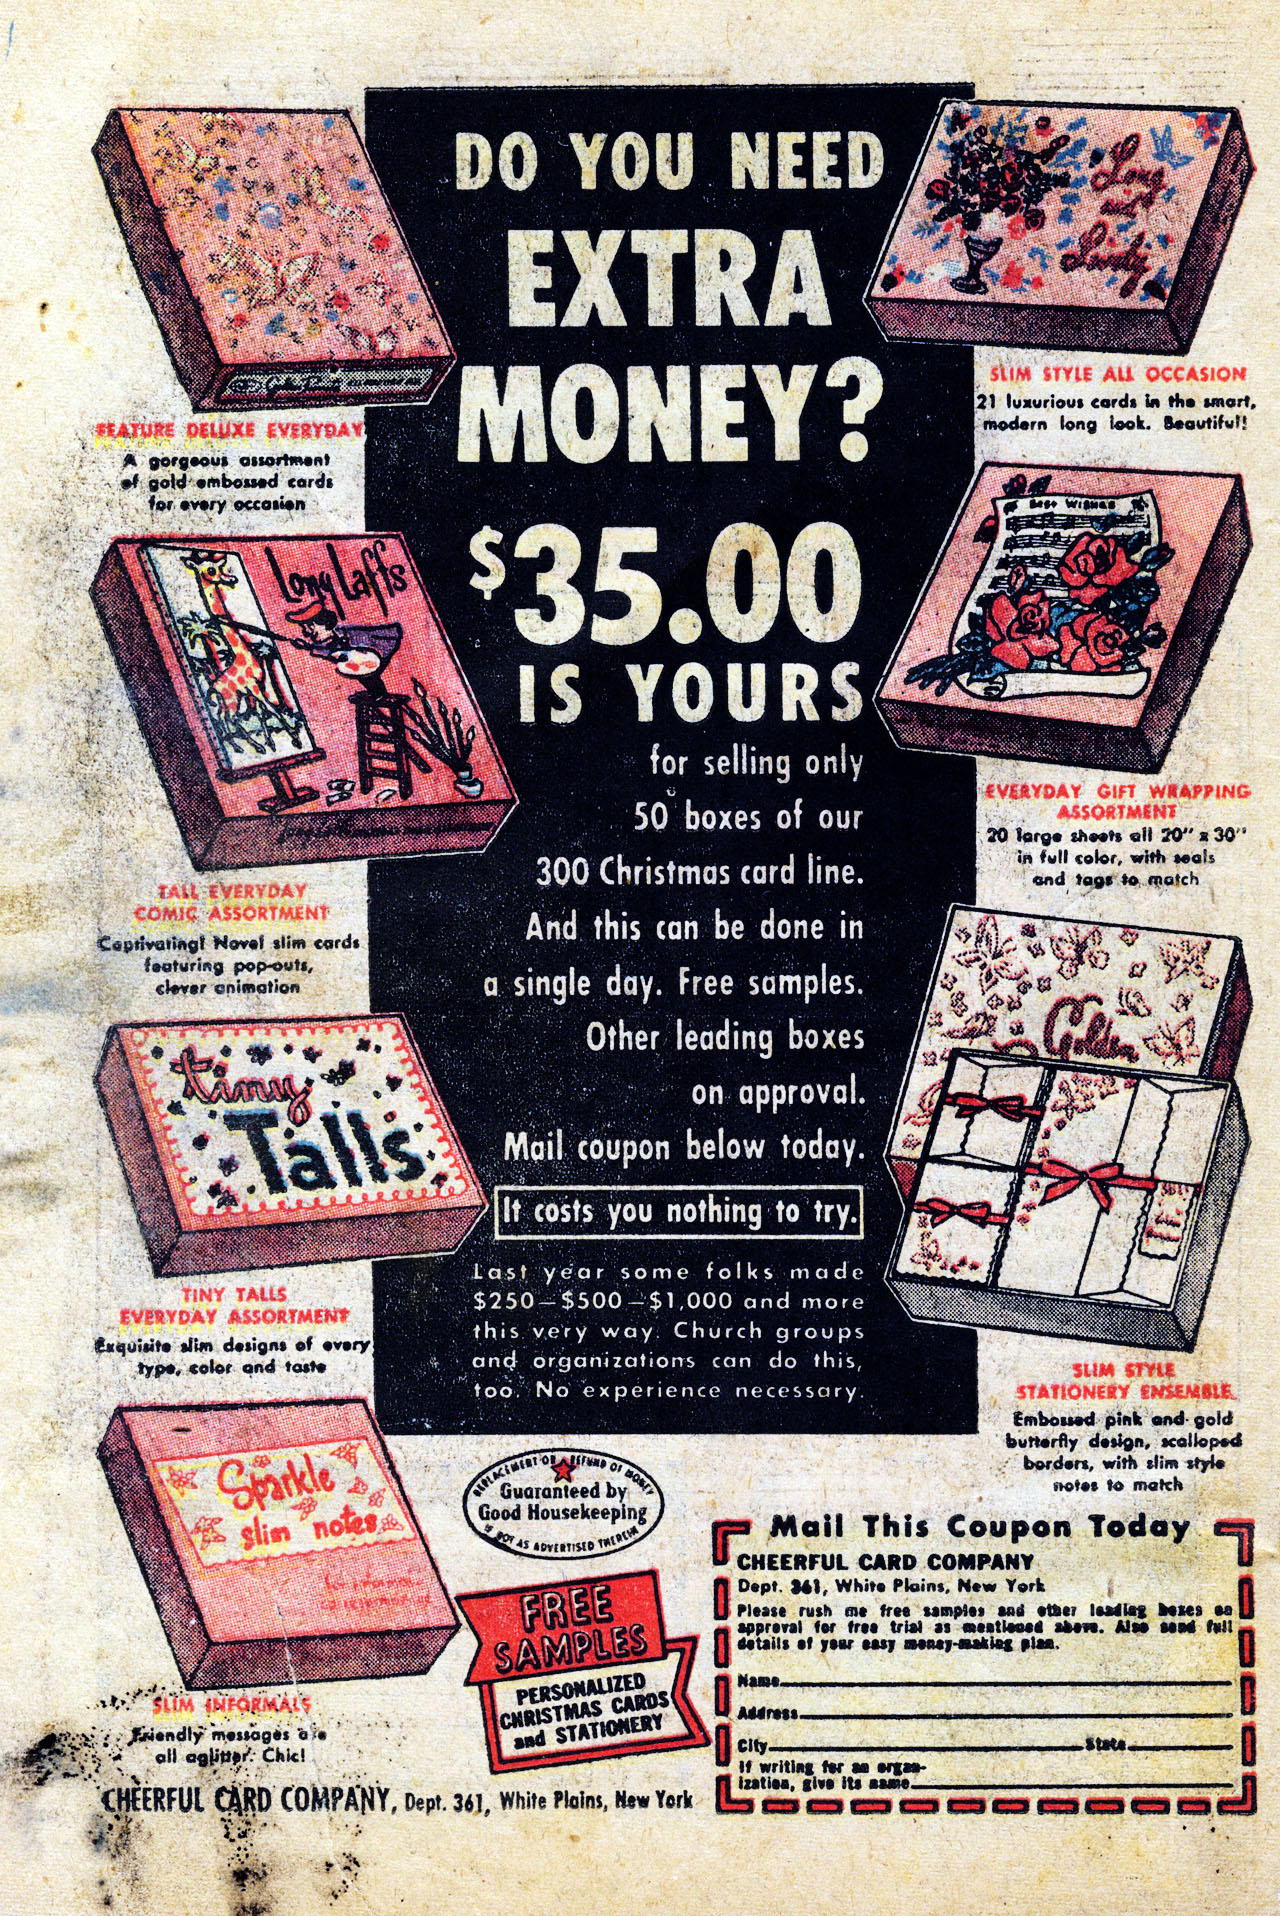 DO YOU NEED
EXTRA
MONEY?
$35.00
IS YOURS
for selling only
50 boxes of our
300 Christmas card line.
And this can be done in
a single day. Free samples.
Other leading boxes
on approval.
Mail coupon below today.
It costs you nothing to try.
Last year some folks made
$250—$500—$1,000 and more
this very way. Church groups
and organizations can do this,
too. No experience necessary.
FEATURE DELUXE EVERYDAY
A gorgeous assortment
of gold embossed cards
for every occasion
Long Laffs
TALL EVERYDAY
COMIC ASSORTMENT
Captivating! Novel slim cards
featuring pop-outs,
clever animation
tiny
Talls
TINY TALLS
EVERYDAY ASSORTMENT
Exquisite slim designs of every
type, color and taste
Sparkle
slim notes
SLIM INFORMALS
Friendly messages are
all aglitter. Chic!
Long
and
Lovely
SLIM STYLE ALL OCCASION
21 luxurious cards in the smart,
modern long look. Beautiful!
Best Wishes
EVERYDAY GIFT WRAPPING
ASSORTMENT
20 large sheets all 20" x 30"
in full color, with seals
and tags to match
Golden
SLIM STYLE
STATIONERY ENSEMBLE
Embossed pink and gold
butterfly design, scalloped
borders, with slim style
notes to match
REPLACEMENT OR REFUND OF MONEY
Guaranteed by
Good Housekeeping
IF NOT AS ADVERTISED THEREIN
FREE
SAMPLES
PERSONALIZED
CHRISTMAS CARDS
and STATIONERY
Mail This Coupon Today
CHEERFUL CARD COMPANY
Dept. 361, White Plains, New York
Please rush me free samples and other leading boxes on
approval for free trial as mentioned above. Also send full
details of your easy money-making plan.
Name
Address
City State
If writing for an organ-
ization, give its name
CHEERFUL CARD COMPANY, Dept. 361, White Plains, New York